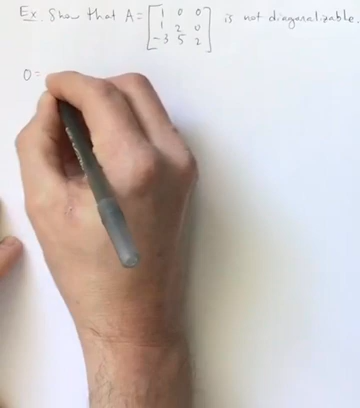 Ex. Show that A = [1 0 0; 1 2 0; -3 5 2] is not diagonalizable.
0 =